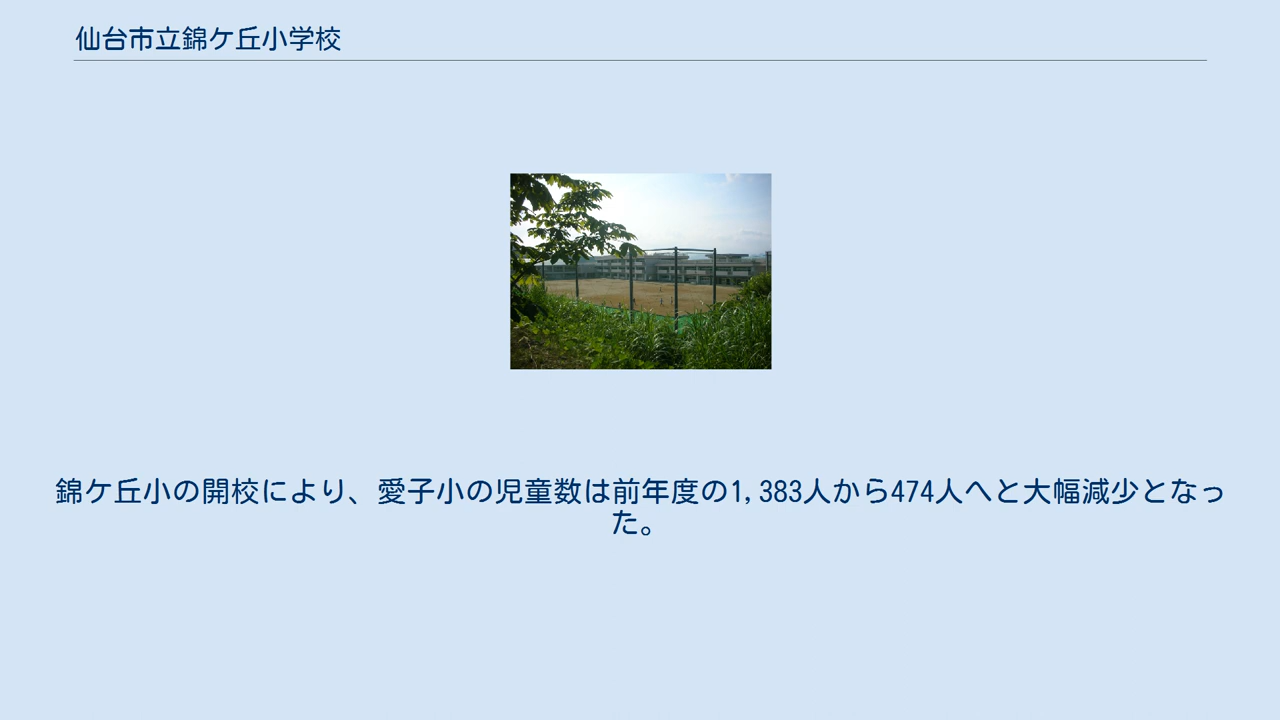 仙台市立錦ケ丘小学校
錦ケ丘小の開校により、愛子小の児童数は前年度の1,383人から474人へと大幅減少となっ
た。